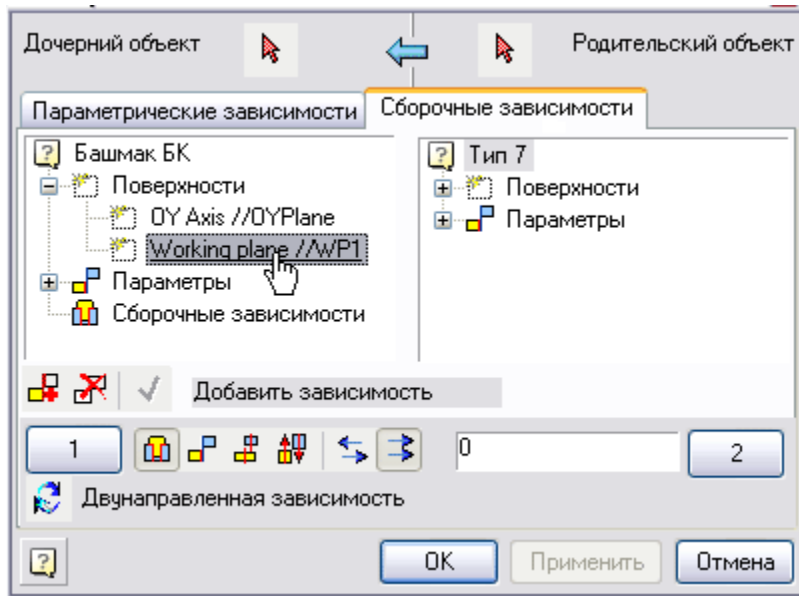 Дочерний объект
Родительский объект
Параметрические зависимости
Сборочные зависимости
Башмак БК
Поверхности
OY Axis //OYPlane
Working plane //WP1
Параметры
Сборочные зависимости
Тип 7
Поверхности
Параметры
Добавить зависимость
1
0
2
Двунаправленная зависимость
OK
Применить
Отмена